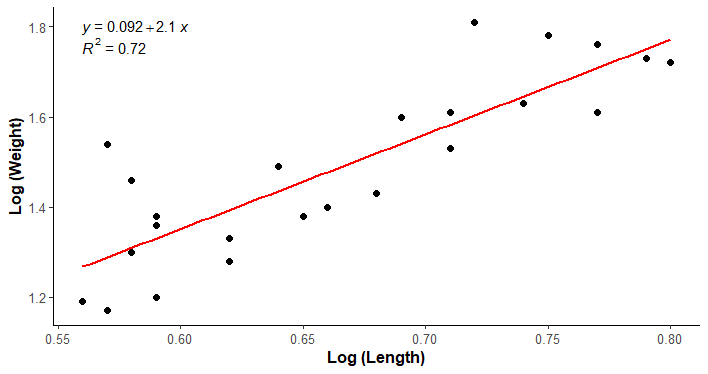 y = 0.092 + 2.1 x
R² = 0.72
1.8
1.6
1.4
1.2
Log (Weight)
0.55 0.60 0.65 0.70 0.75 0.80
Log (Length)